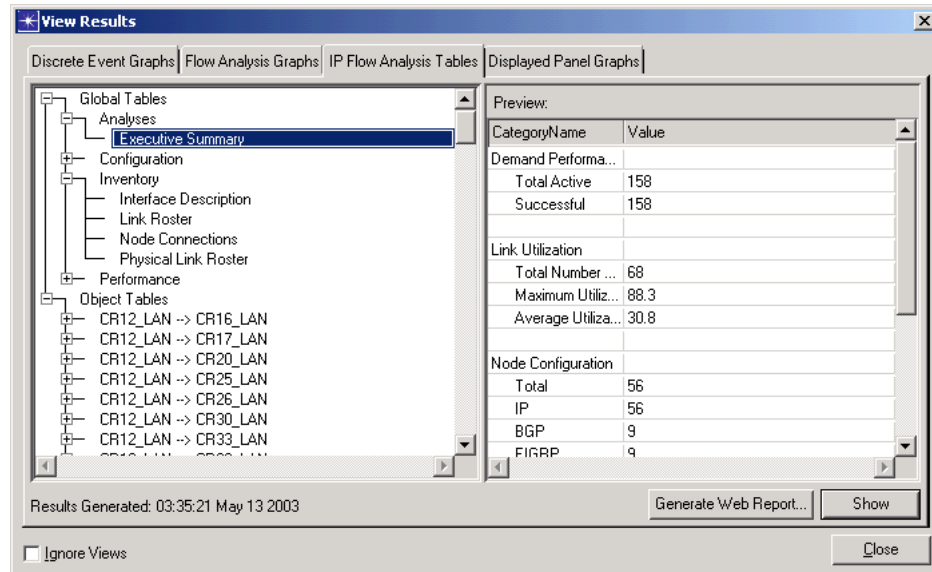 View Results
Discrete Event Graphs Flow Analysis Graphs IP Flow Analysis Tables Displayed Panel Graphs
Global Tables
Analyses
Executive Summary
Configuration
Inventory
Interface Description
Link Roster
Node Connections
Physical Link Roster
Performance
Object Tables
CR12_LAN --> CR16_LAN
CR12_LAN --> CR17_LAN
CR12_LAN --> CR20_LAN
CR12_LAN --> CR25_LAN
CR12_LAN --> CR26_LAN
CR12_LAN --> CR30_LAN
CR12_LAN --> CR33_LAN
Preview:
CategoryName Value
Demand Performa...
Total Active 158
Successful 158
Link Utilization
Total Number ... 68
Maximum Utiliz... 88.3
Average Utiliza... 30.8
Node Configuration
Total 56
IP 56
BGP 9
EIGRP 9
Results Generated: 03:35:21 May 13 2003
Generate Web Report... Show
Ignore Views
Close